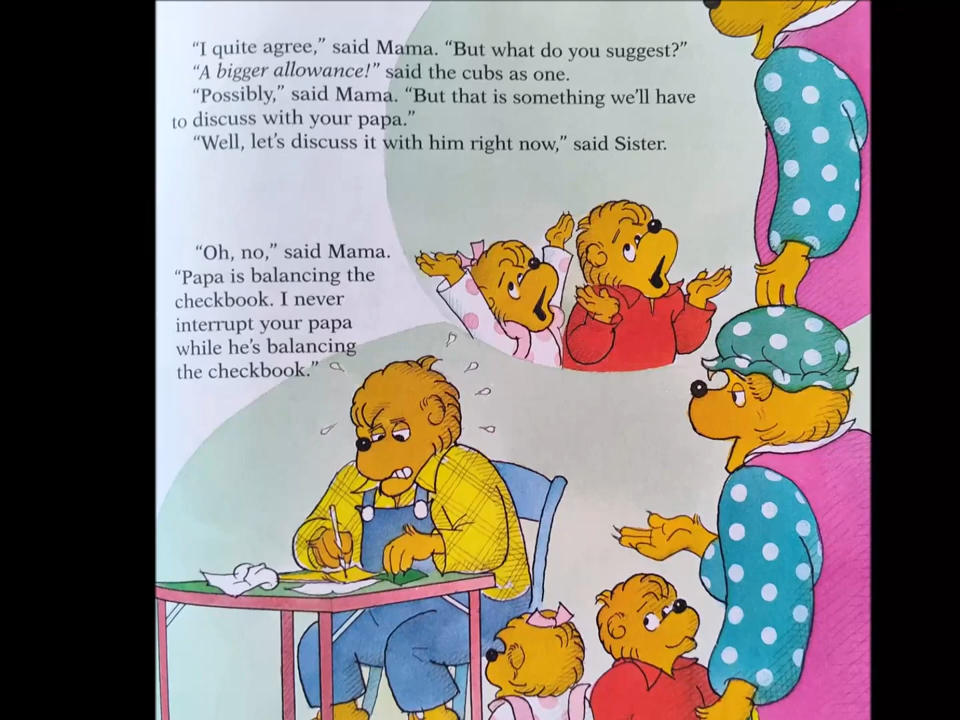 “I quite agree,” said Mama. “But what do you suggest?”
“A bigger allowance!” said the cubs as one.
“Possibly,” said Mama. “But that is something we’ll have
to discuss with your papa.”
“Well, let’s discuss it with him right now,” said Sister.
“Oh, no,” said Mama.
“Papa is balancing the
checkbook. I never
interrupt your papa
while he’s balancing
the checkbook.”